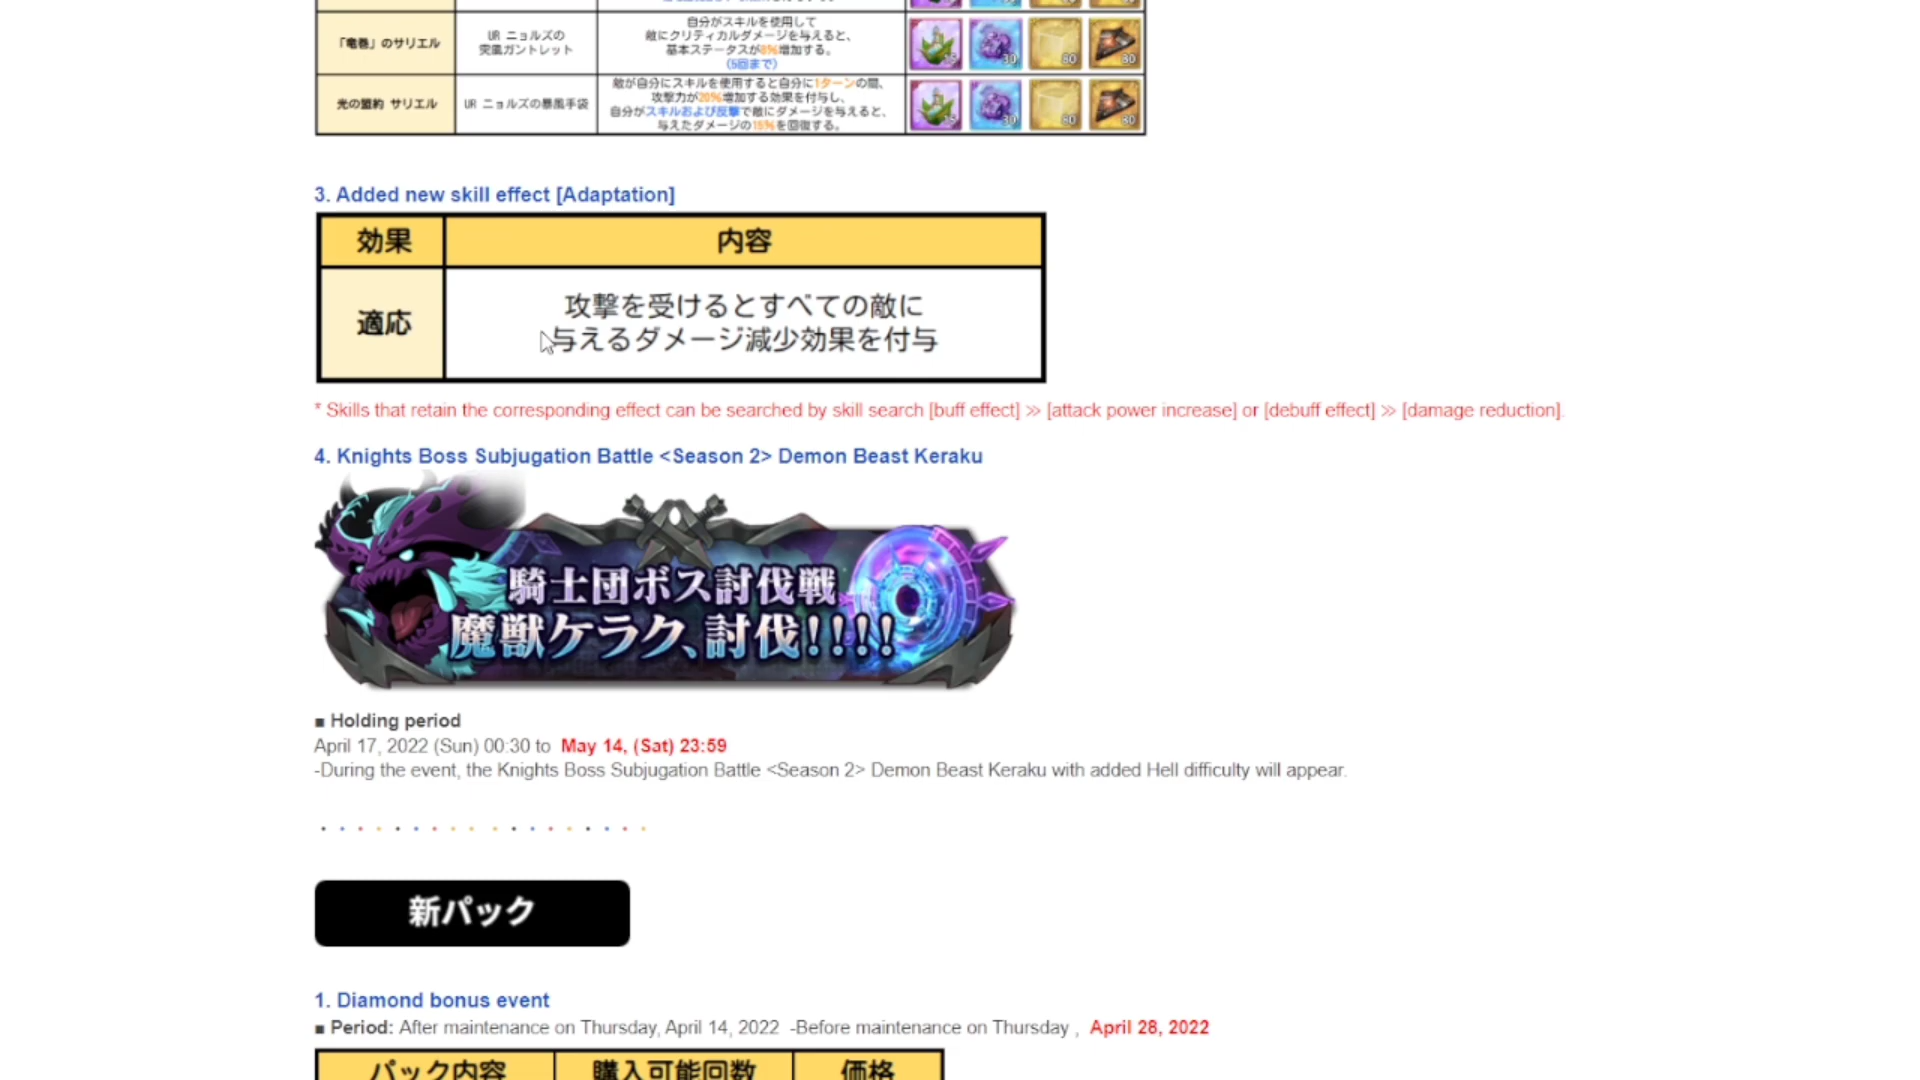 「竜巻」のサリエル
UR ニョルズの
突風ガントレット
自分がスキルを使用して
敵にクリティカルダメージを与えると、
基本ステータスが8%増加する。
(5回まで)
15
30
80
30
光の盟約 サリエル
UR ニョルズの暴風手袋
敵が自分にスキルを使用すると自分に1ターンの間、
攻撃力が20%増加する効果を付与し、
自分がスキルおよび反撃で敵にダメージを与えると、
与えたダメージの15%を回復する。
15
30
80
30
3. Added new skill effect [Adaptation]
効果
内容
適応
攻撃を受けるとすべての敵に
与えるダメージ減少効果を付与
* Skills that retain the corresponding effect can be searched by skill search [buff effect] ≫ [attack power increase] or [debuff effect] ≫ [damage reduction].
4. Knights Boss Subjugation Battle <Season 2> Demon Beast Keraku
騎士団ボス討伐戦
魔獣ケラク、討伐!!!!
■ Holding period
April 17, 2022 (Sun) 00:30 to May 14, (Sat) 23:59
-During the event, the Knights Boss Subjugation Battle <Season 2> Demon Beast Keraku with added Hell difficulty will appear.
新パック
1. Diamond bonus event
■ Period: After maintenance on Thursday, April 14, 2022 -Before maintenance on Thursday , April 28, 2022
パック内容
購入可能回数
価格